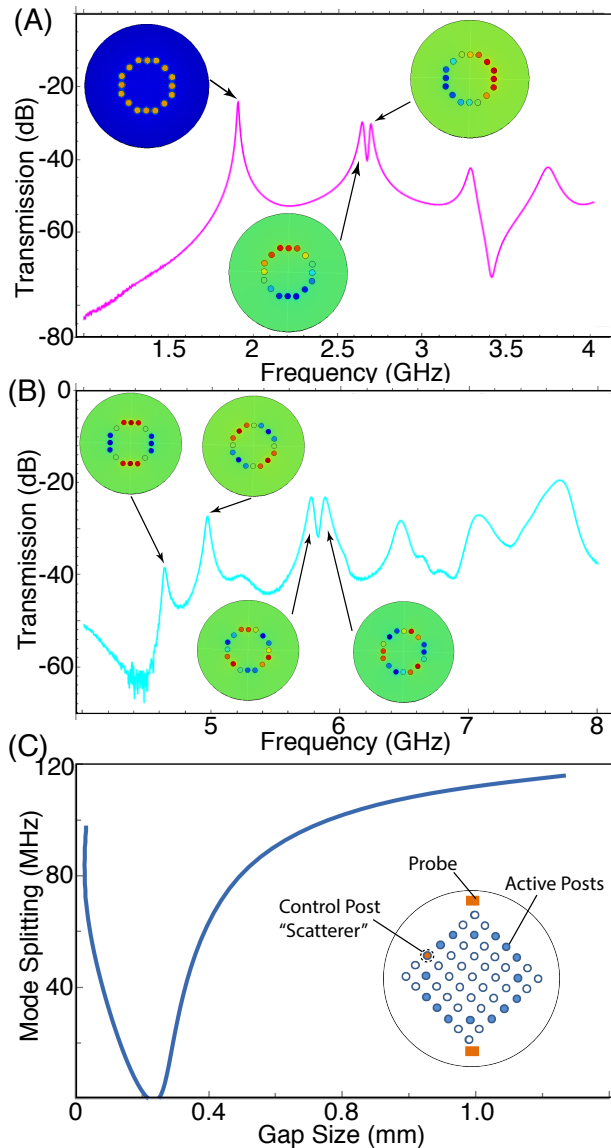 (A)
Transmission (dB)
-20
-40
-60
-80
1.5
2
2.5
3
3.5
4
Frequency (GHz)
(B)
Transmission (dB)
0
-20
-40
-60
5
6
7
8
Frequency (GHz)
(C)
Mode Splitting (MHz)
120
80
40
Probe
Active Posts
Control Post
“Scatterer”
0
0.4
0.8
1.0
Gap Size (mm)